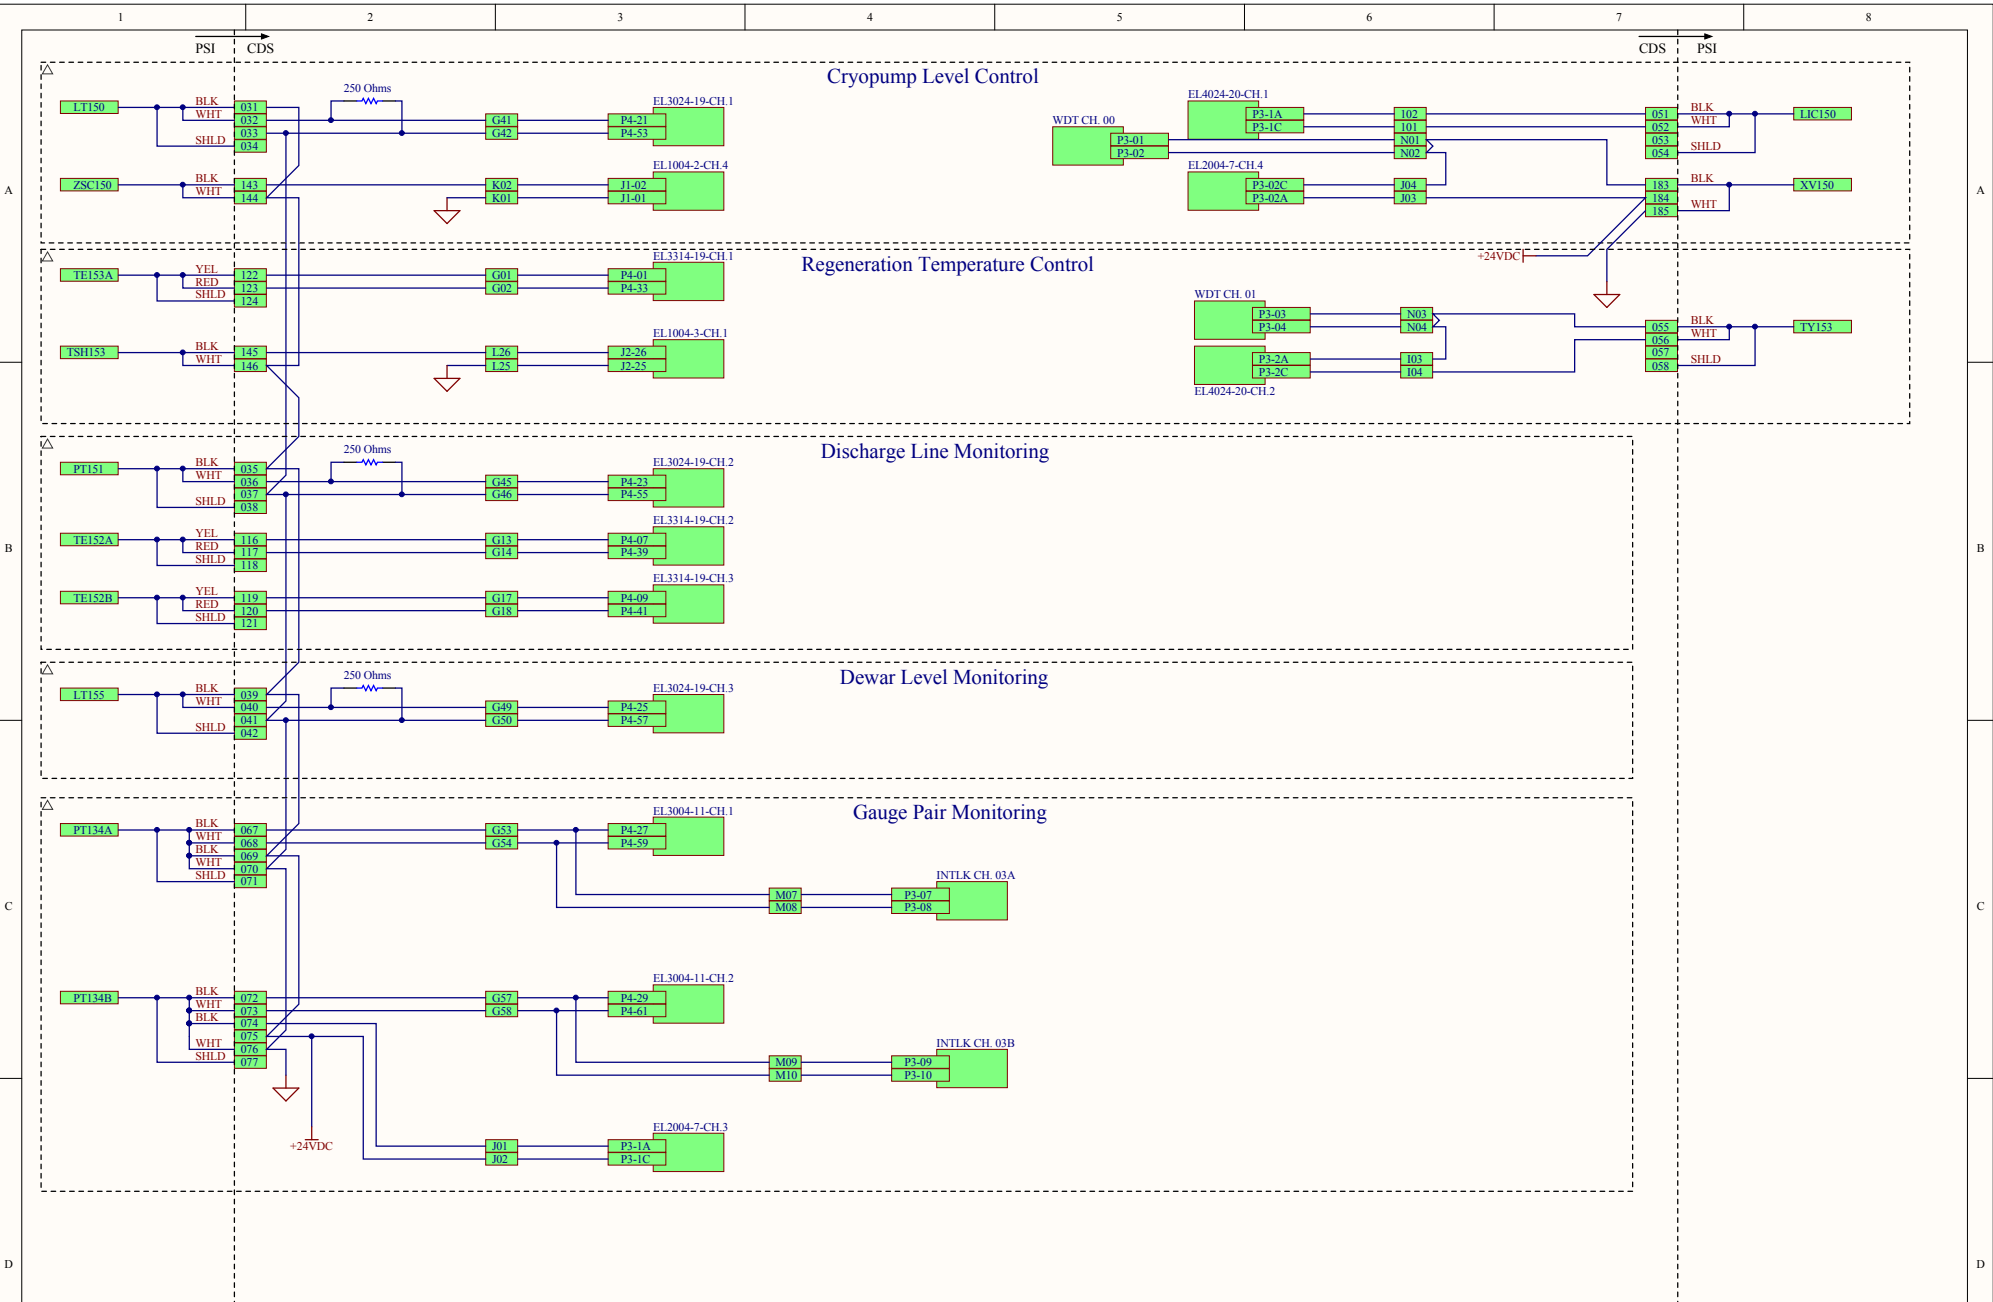 1 2 3 4 5 6 7 8
PSI CDS CDS PSI
Cryopump Level Control
LT150 BLK 031 250 Ohms EL3024-19-CH.1
WHT 032 G41 P4-21
033 G42 P4-53
SHLD 034
ZSC150 BLK 143 K02 J1-02 EL1004-2-CH.4
WHT 144 K01 J1-01
EL4024-20-CH.1
P3-1A 102 051 BLK LIC150
WDT CH. 00 P3-1C 101 052 WHT
P3-01 N01 053
P3-02 N02 054 SHLD
EL2004-7-CH.4
P3-02C J04 183 BLK XV150
P3-02A J03 184
185 WHT
A A
+24VDC
Regeneration Temperature Control
TE153A YEL 122 G01 P4-01 EL3314-19-CH.1
RED 123 G02 P4-33
SHLD 124
TSH153 BLK 145 L26 J2-26 EL1004-3-CH.1
WHT 146 L25 J2-25
WDT CH. 01
P3-03 N03
P3-04 N04 055 BLK TY153
056 WHT
P3-2A I03 057
P3-2C I04 058 SHLD
EL4024-20-CH.2
Discharge Line Monitoring
PT151 BLK 035 250 Ohms EL3024-19-CH.2
WHT 036 G45 P4-23
037 G46 P4-55
SHLD 038
TE152A YEL 116 G13 P4-07 EL3314-19-CH.2
RED 117 G14 P4-39
SHLD 118
B B
TE152B YEL 119 G17 P4-09 EL3314-19-CH.3
RED 120 G18 P4-41
SHLD 121
Dewar Level Monitoring
LT155 BLK 039 250 Ohms EL3024-19-CH.3
WHT 040 G49 P4-25
041 G50 P4-57
SHLD 042
Gauge Pair Monitoring
PT134A BLK 067 G53 P4-27 EL3004-11-CH.1
WHT 068 G54 P4-59
BLK 069
WHT 070
SHLD 071
INTLK CH. 03A
M07 P3-07
M08 P3-08
C C
PT134B BLK 072 G57 P4-29 EL3004-11-CH.2
WHT 073 G58 P4-61
BLK 074
075
WHT 076
SHLD 077
INTLK CH. 03B
M09 P3-09
M10 P3-10
+24VDC
EL2004-7-CH.3
J01 P3-1A
J02 P3-1C
D D